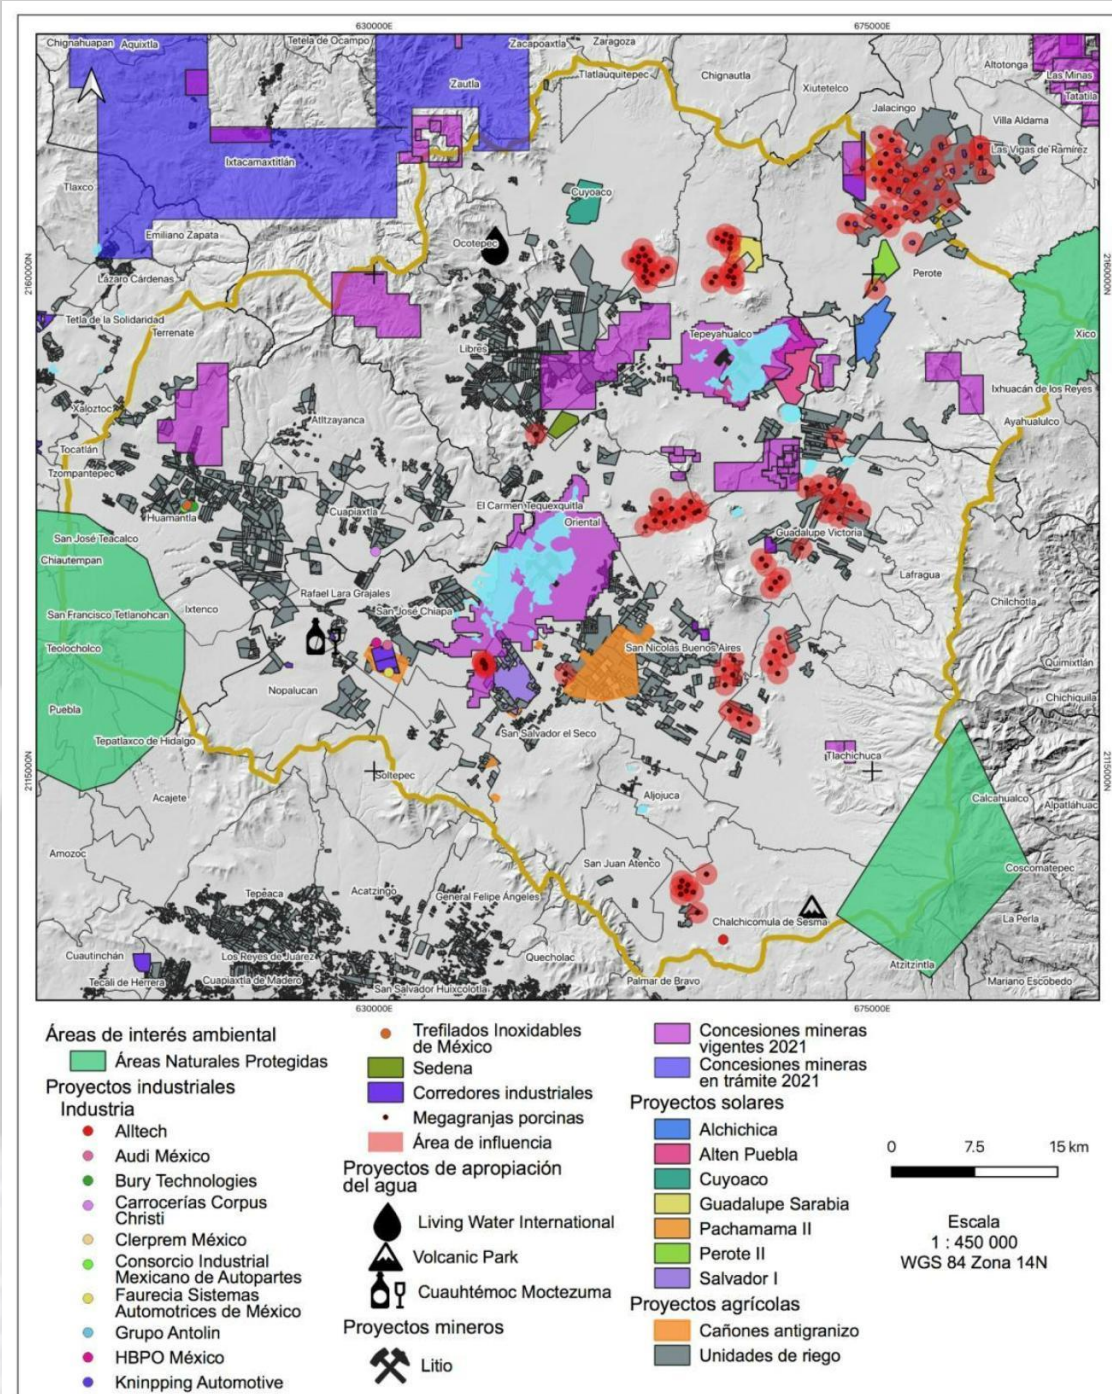 630000E
675000E
Chignahuapan
Aquixtla
Tetela de Ocampo
Zacapoaxtla
Zaragoza
Tlatlauquitepec
Chignautla
Xiutetelco
Altotonga
Las Minas
Tatatila
Zautla
Jalacingo
Villa Aldama
Las Vigas de Ramírez
Ixtacamaxtitlán
Tlaxco
Cuyoaco
Emiliano Zapata
Ocotepec
2160000N
Lázaro Cárdenas
Perote
2160000N
Tetla de la Solidaridad
Terrenate
Tepeyahualco
Xico
Libres
Ixhuacán de los Reyes
Xaloztoc
Atltzayanca
Ayahualulco
Tocatlán
Tzompantepec
El Carmen Tequexquitla
Huamantla
Cuapiaxtla
Oriental
Guadalupe Victoria
San José Teacalco
Chiautempan
Lafragua
Rafael Lara Grajales
Chilchotla
San Francisco Tetlanohcan
Ixtenco
San José Chiapa
Teolocholco
San Nicolás Buenos Aires
Quimixtlán
Nopalucan
Chichiquila
Puebla
Tepatlaxco de Hidalgo
San Salvador el Seco
Tlachichuca
2115000N
Soltepec
2115000N
Acajete
Aljojuca
Calcahualco
Alpatláhuac
Amozoc
San Juan Atenco
Coscomatepec
Tepeaca
Acatzingo
General Felipe Ángeles
Chalchicomula de Sesma
La Perla
Cuautinchán
Los Reyes de Juárez
Quecholac
Atzitzintla
Tecali de Herrera
Cuapiaxtla de Madero
San Salvador Huixcolotla
Palmar de Bravo
Mariano Escobedo
630000E
675000E
Áreas de interés ambiental
Áreas Naturales Protegidas
Proyectos industriales
Industria
Alltech
Audi México
Bury Technologies
Carrocerías Corpus
Christi
Clerprem México
Consorcio Industrial
Mexicano de Autopartes
Faurecia Sistemas
Automotrices de México
Grupo Antolin
HBPO México
Kninpping Automotive
Trefilados Inoxidables
de México
Sedena
Corredores industriales
Megagranjas porcinas
Área de influencia
Proyectos de apropiación
del agua
Living Water International
Volcanic Park
Cuauhtémoc Moctezuma
Proyectos mineros
Litio
Concesiones mineras
vigentes 2021
Concesiones mineras
en trámite 2021
Proyectos solares
Alchichica
Alten Puebla
Cuyoaco
Guadalupe Sarabia
Pachamama II
Perote II
Salvador I
Proyectos agrícolas
Cañones antigranizo
Unidades de riego
0 7.5 15 km
Escala
1 : 450 000
WGS 84 Zona 14N